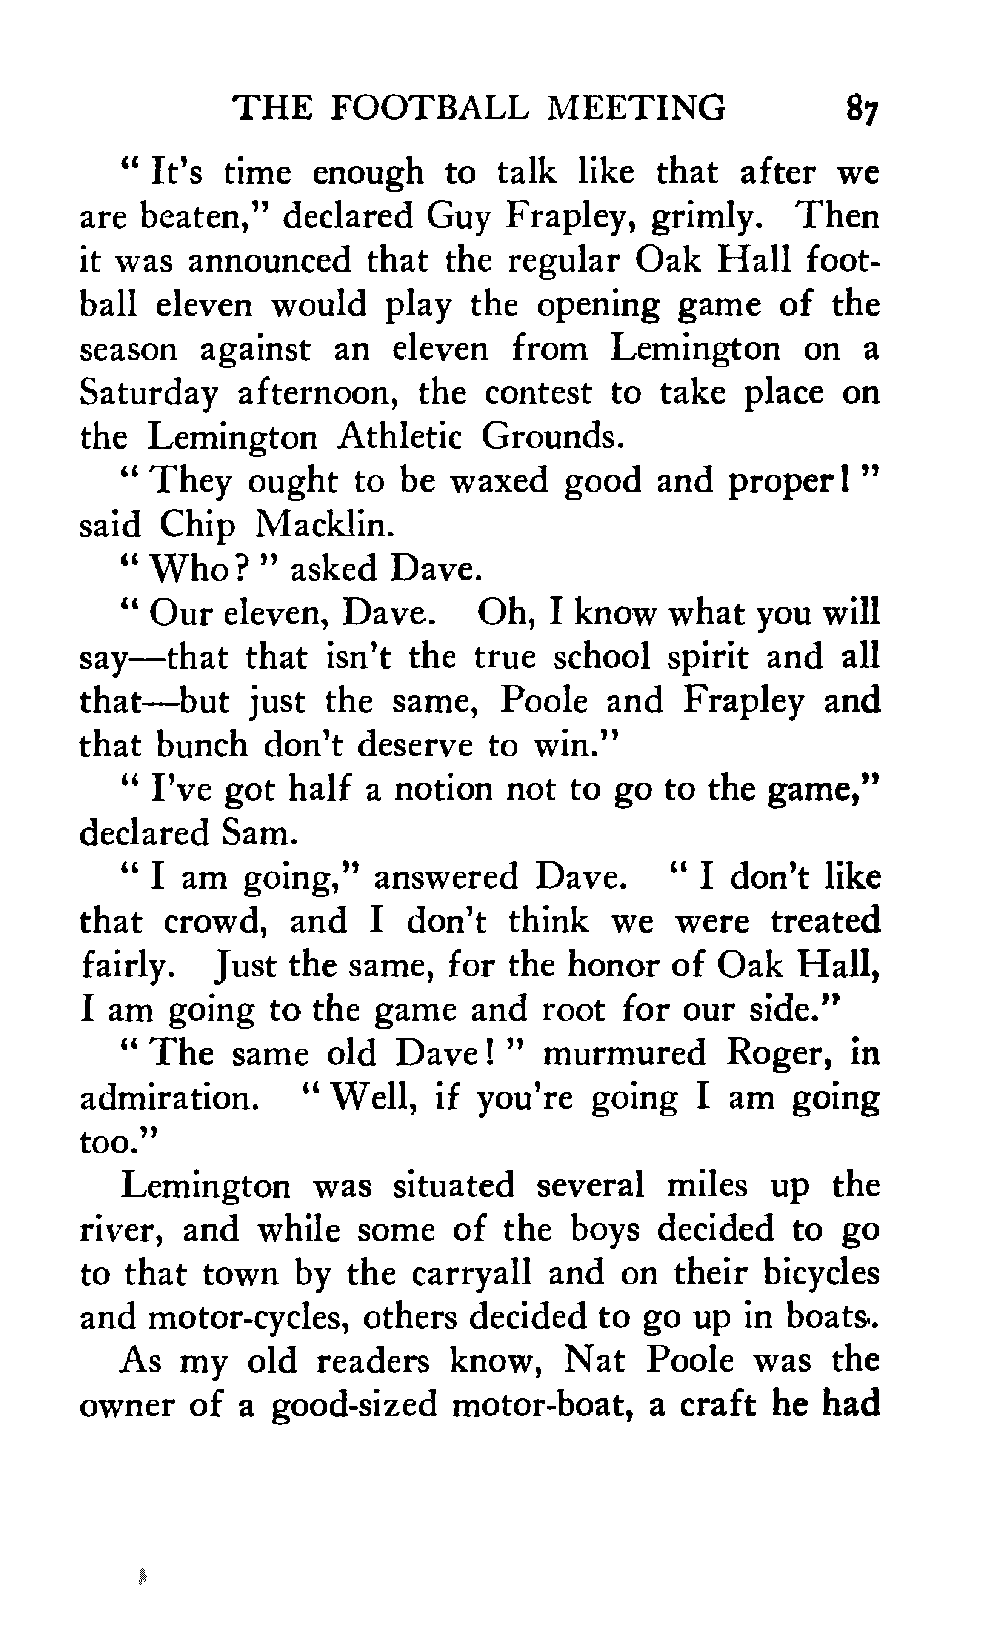 THE FOOTBALL MEETING 87
" It's time enough to talk like that after we
are beaten," declared Guy Frapley, grimly. Then
it was announced that the regular Oak Hall foot-
ball eleven would play the opening game of the
season against an eleven from Lemington on a
Saturday afternoon, the contest to take place on
the Lemington Athletic Grounds.
" They ought to be waxed good and proper! "
said Chip Macklin.
" Who? " asked Dave.
" Our eleven, Dave. Oh, I know what you will
say—that that isn't the true school spirit and all
that—but just the same, Poole and Frapley and
that bunch don't deserve to win."
" I've got half a notion not to go to the game,"
declared Sam.
" I am going," answered Dave. " I don't like
that crowd, and I don't think we were treated
fairly. Just the same, for the honor of Oak Hall,
I am going to the game and root for our side."
" The same old Dave! " murmured Roger, in
admiration. " Well, if you're going I am going
too."
Lemington was situated several miles up the
river, and while some of the boys decided to go
to that town by the carryall and on their bicycles
and motor-cycles, others decided to go up in boats.
As my old readers know, Nat Poole was the
owner of a good-sized motor-boat, a craft he had